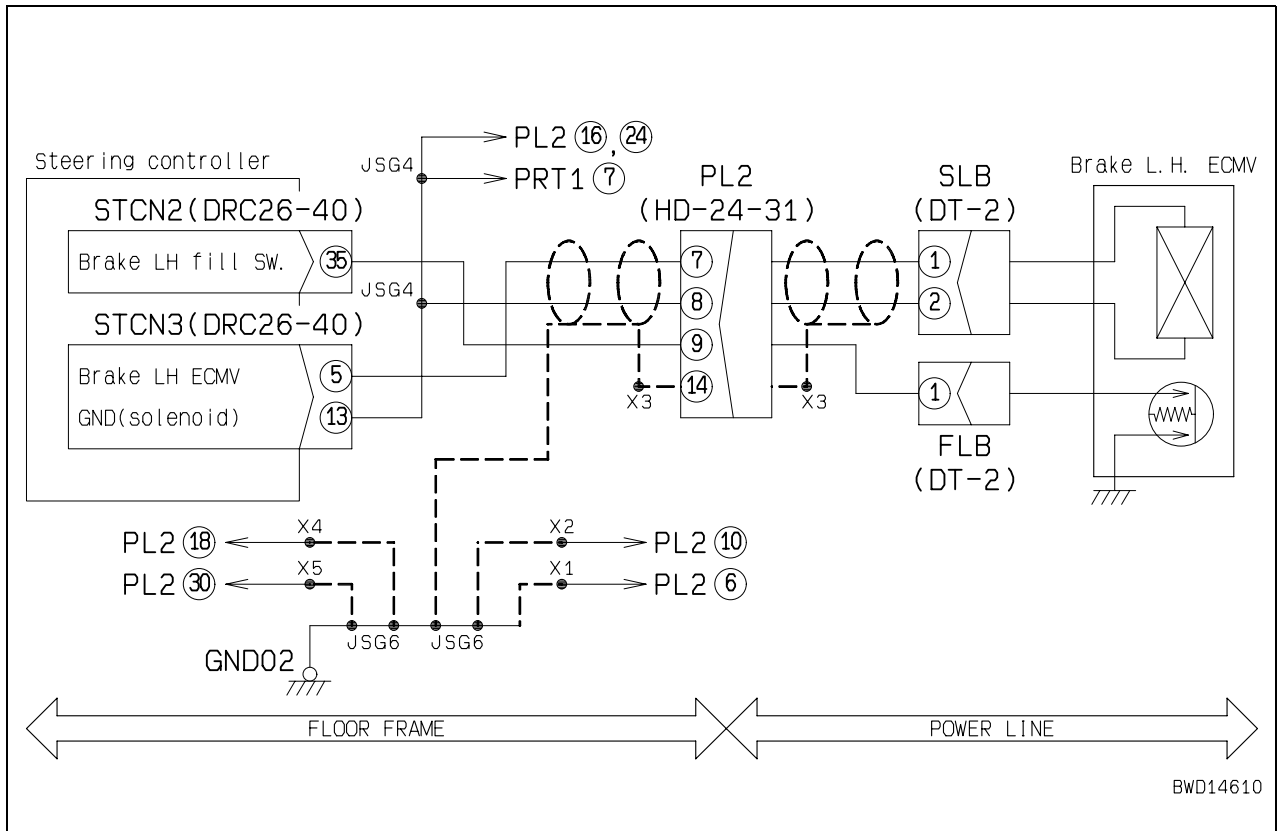 PL2 16, 24
Steering controller
JSG4
PRT1 7
PL2
(HD-24-31)
SLB
(DT-2)
Brake L.H. ECMV
STCN2(DRC26-40)
Brake LH fill SW. 35
JSG4
STCN3(DRC26-40)
Brake LH ECMV 5
GND(solenoid) 13
7
8
9
14
X3
X3
1
2
1
FLB
(DT-2)
X4
PL2 18
X5
PL2 30
X2
PL2 10
X1
PL2 6
JSG6 JSG6
GND02
FLOOR FRAME
POWER LINE
BWD14610